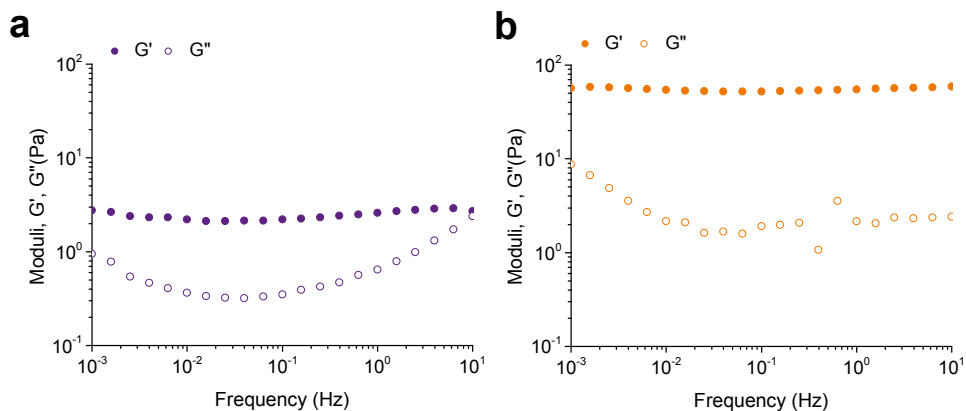 a
G' G"
Moduli, G', G"(Pa)
10²
10¹
10⁰
10⁻¹
10⁻³ 10⁻² 10⁻¹ 10⁰ 10¹
Frequency (Hz)
b
G' G"
Moduli, G', G"(Pa)
10²
10¹
10⁰
10⁻¹
10⁻³ 10⁻² 10⁻¹ 10⁰ 10¹
Frequency (Hz)